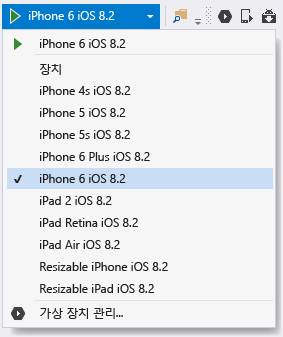 iPhone 6 iOS 8.2
iPhone 6 iOS 8.2
장치
iPhone 4s iOS 8.2
iPhone 5 iOS 8.2
iPhone 5s iOS 8.2
iPhone 6 Plus iOS 8.2
iPhone 6 iOS 8.2
iPad 2 iOS 8.2
iPad Retina iOS 8.2
iPad Air iOS 8.2
Resizable iPhone iOS 8.2
Resizable iPad iOS 8.2
가상 장치 관리...